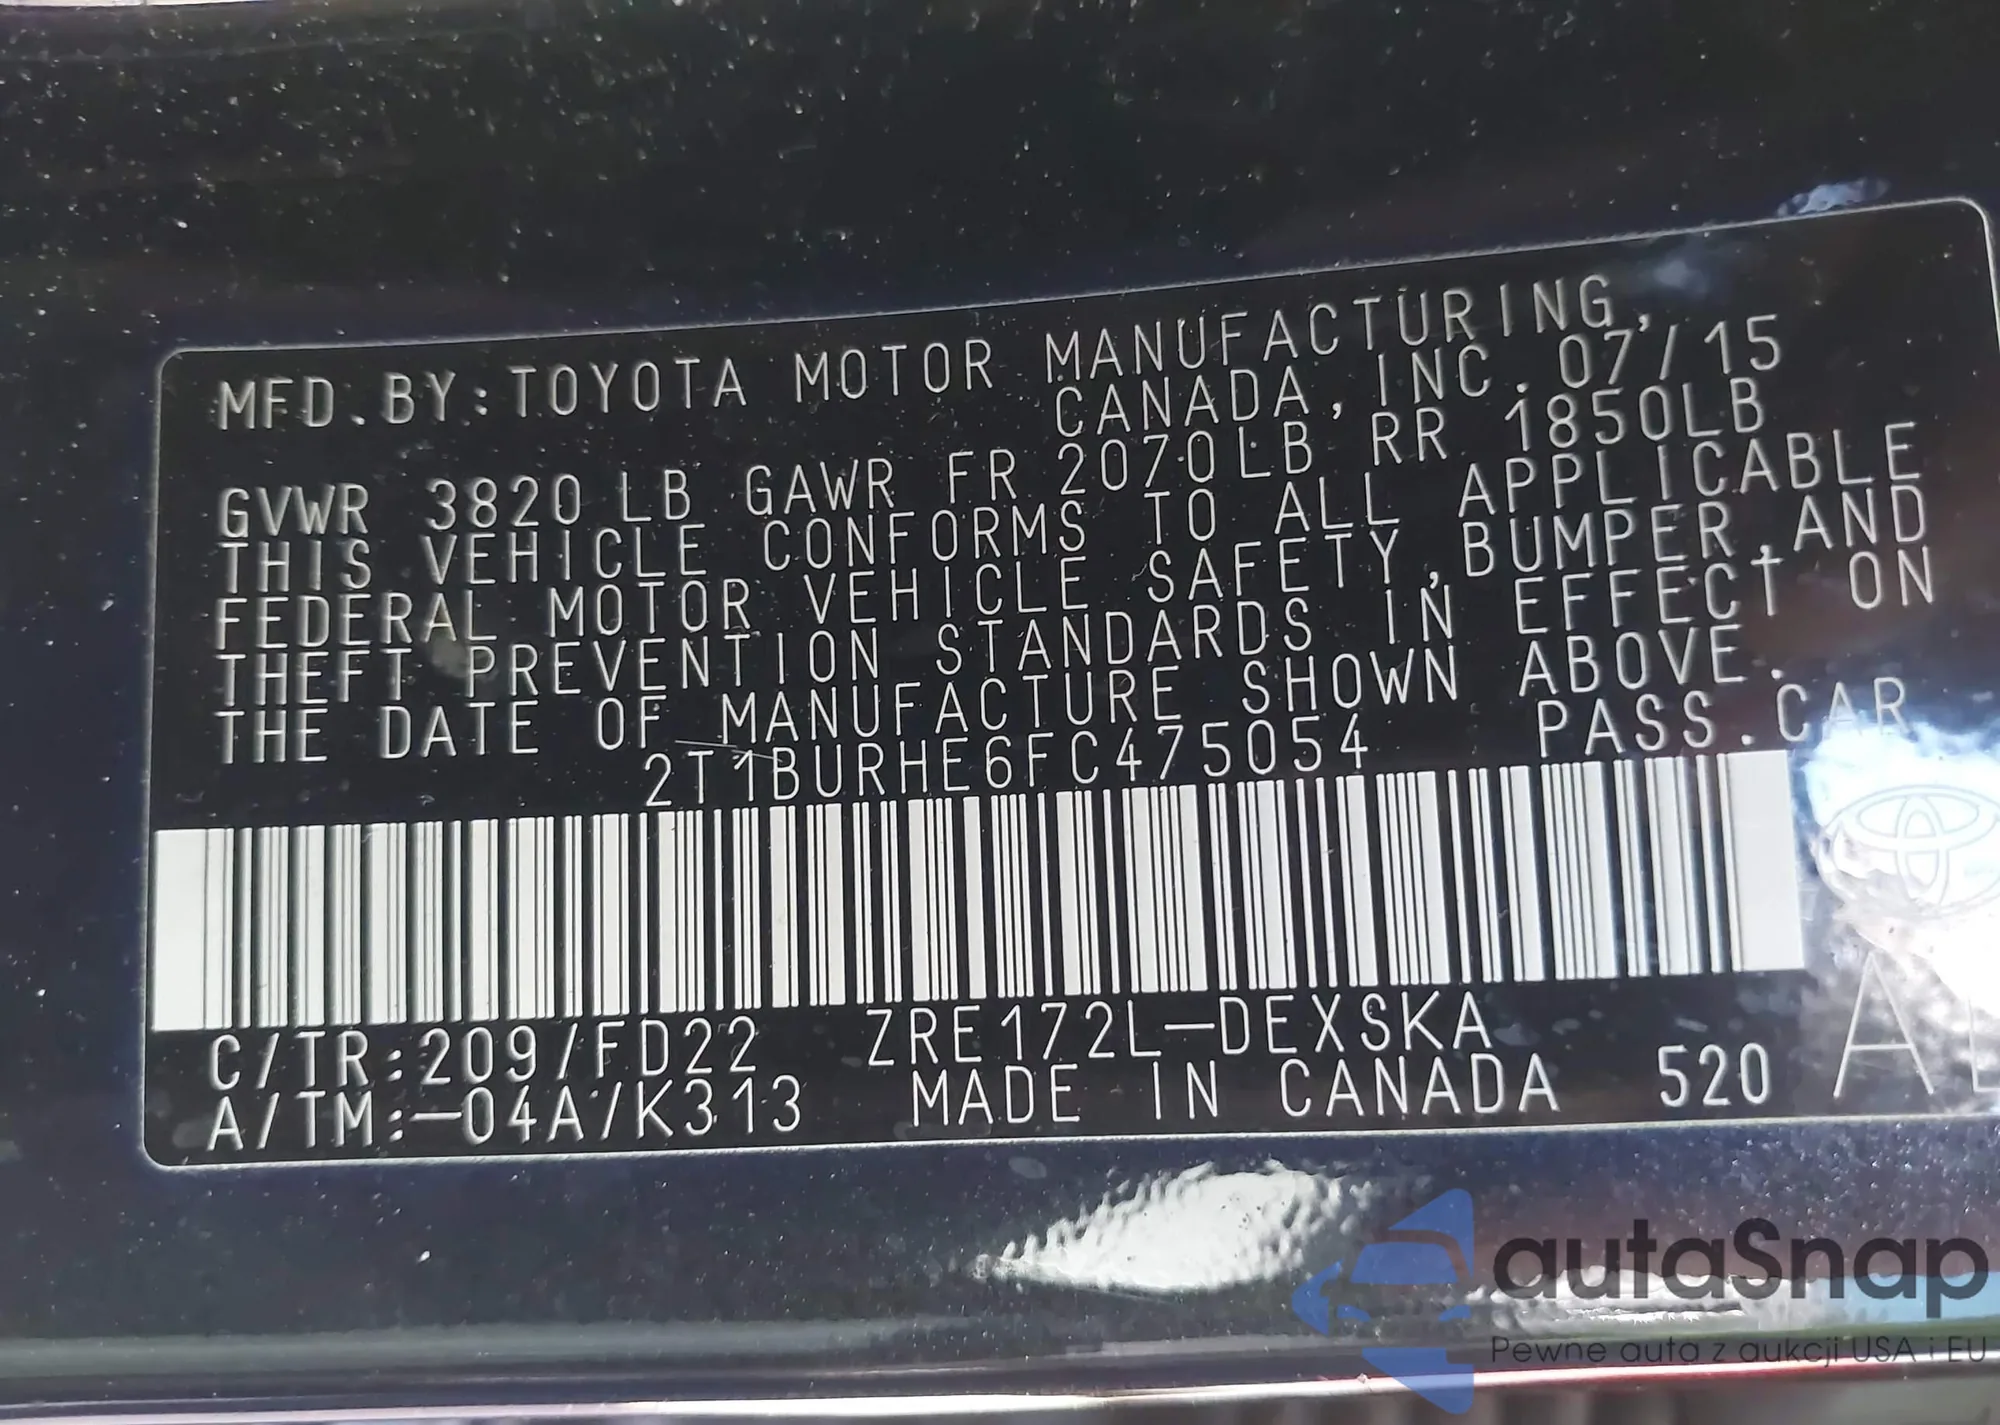 MFD.BY:TOYOTA MOTOR MANUFACTURING,
CANADA,INC. 07/15
GVWR 3820 LB GAWR FR 2070LB RR 1850LB
THIS VEHICLE CONFORMS TO ALL APPLICABLE
FEDERAL MOTOR VEHICLE SAFETY,BUMPER,AND
THEFT PREVENTION STANDARDS IN EFFECT ON
THE DATE OF MANUFACTURE SHOWN ABOVE.
2T1BURHE6FC475054 PASS.CAR
C/TR:209/FD22 ZRE172L-DEXSKA
A/TM:-04A/K313 MADE IN CANADA 520
autaSnap
Pewne auta z aukcji USA i EU